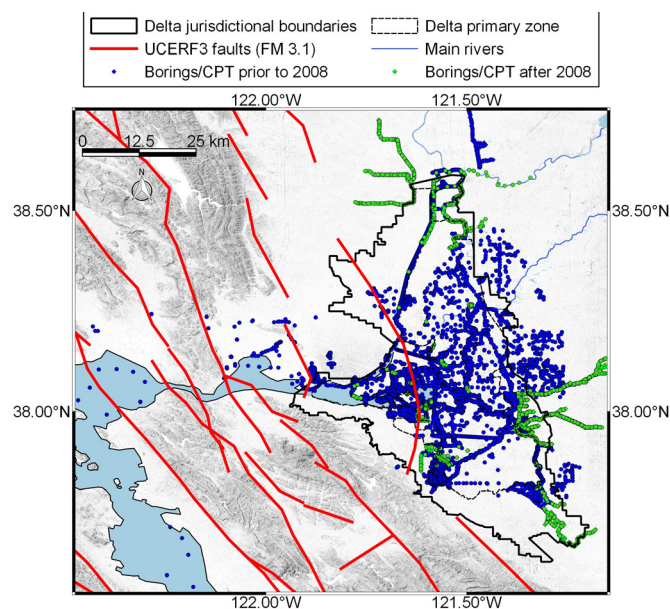 Delta jurisdictional boundaries
Delta primary zone
UCERF3 faults (FM 3.1)
Main rivers
Borings/CPT prior to 2008
Borings/CPT after 2008
122.00°W
121.50°W
0 12.5 25 km
N
38.50°N
38.50°N
38.00°N
38.00°N
122.00°W
121.50°W